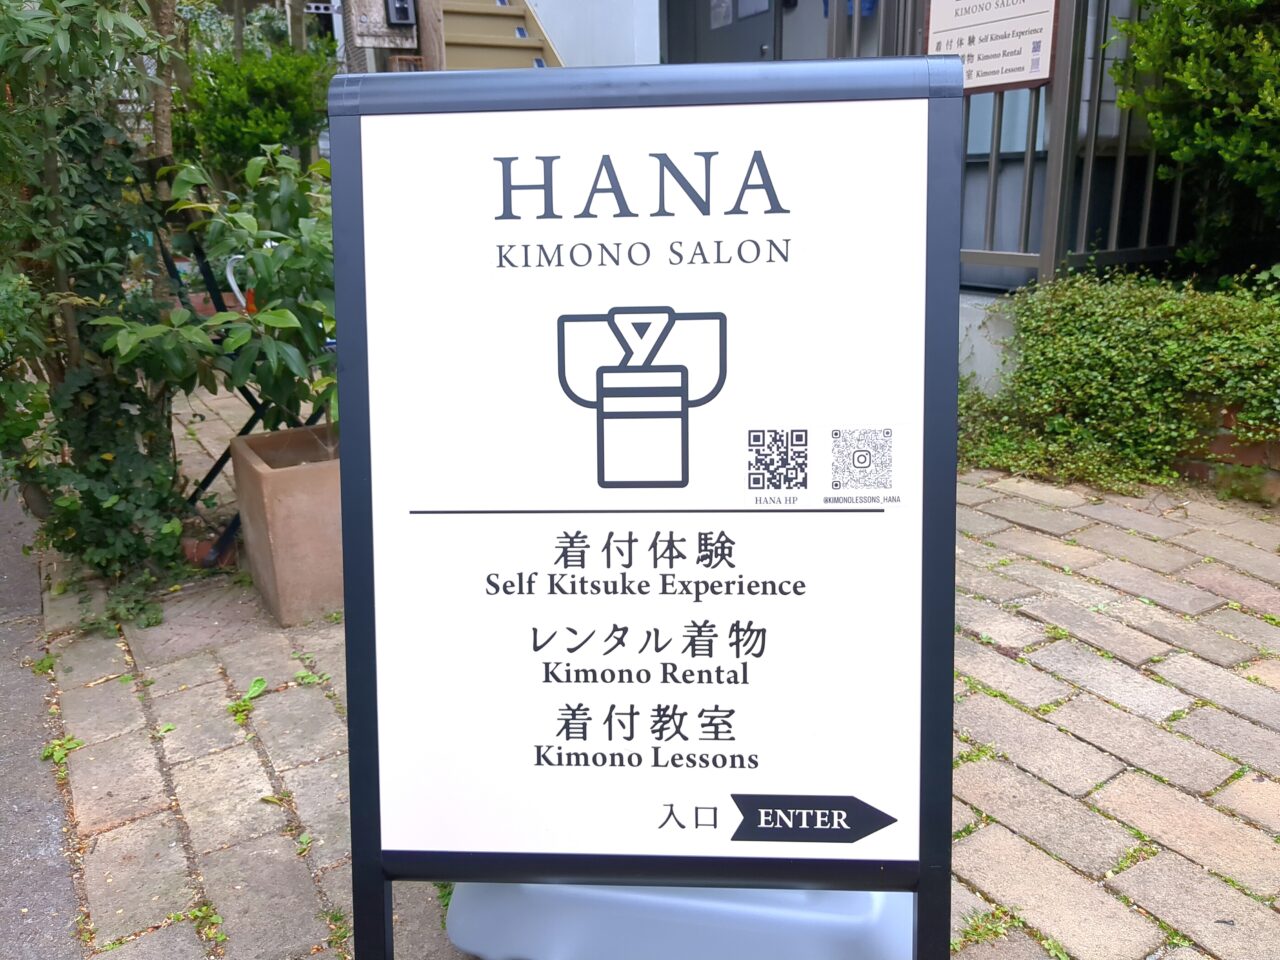 KIMONO SALON
着付体験 Self Kitsuke Experience
物 Kimono Rental
室 Kimono Lessons
HANA
KIMONO SALON
HANA HP
@KIMONOLESSONS_HANA
着付体験
Self Kitsuke Experience
レンタル着物
Kimono Rental
着付教室
Kimono Lessons
入口 ENTER